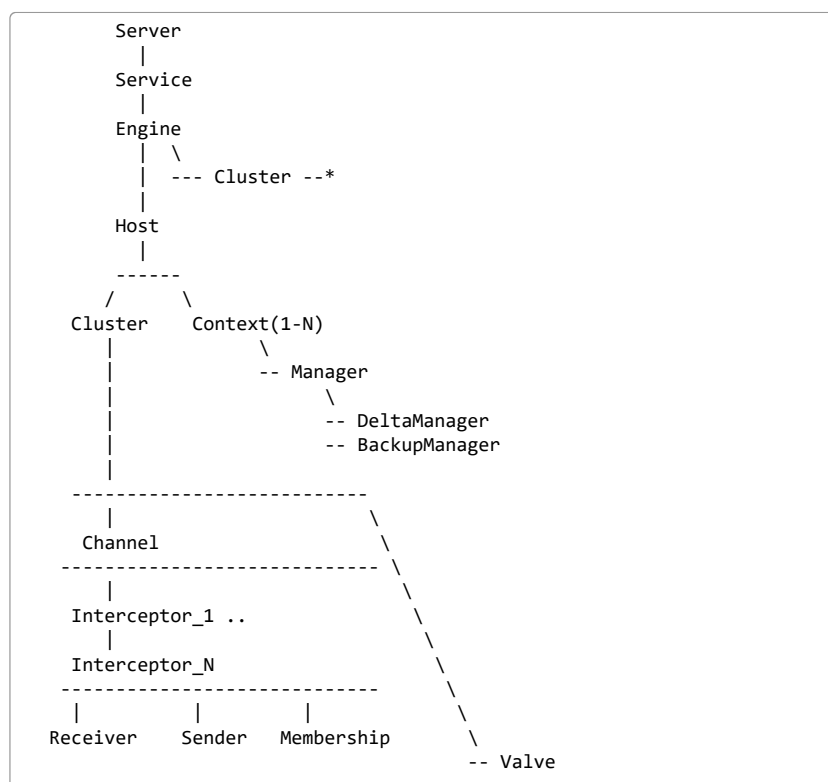 Server
|
Service
|
Engine
| \
| --- Cluster --*
|
Host
|
------
/ \
Cluster Context(1-N)
| \
| -- Manager
| \
| -- DeltaManager
| -- BackupManager
|
---------------------------
| \
Channel \
----------------------------- \
| \
Interceptor_1 .. \
| \
Interceptor_N \
----------------------------- \
| | | \
Receiver Sender Membership \
-- Valve